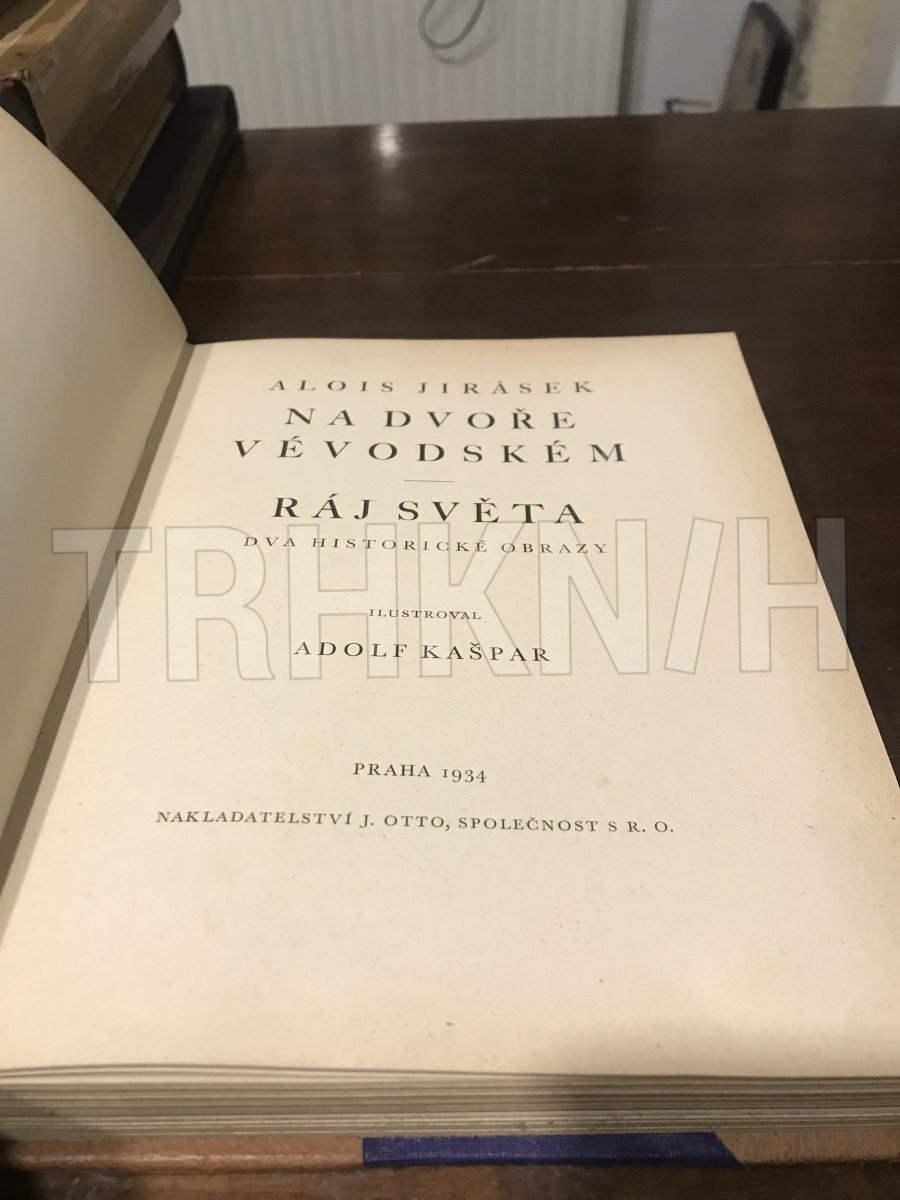 ALOIS JIRÁSEK
NA DVOŘE
VÉVODSKÉM
RÁJ SVĚTA
DVA HISTORICKÉ OBRAZY
TRHKNIH
ILUSTROVAL
ADOLF KAŠPAR
PRAHA 1934
NAKLADATELSTVÍ J. OTTO, SPOLEČNOST S R. O.